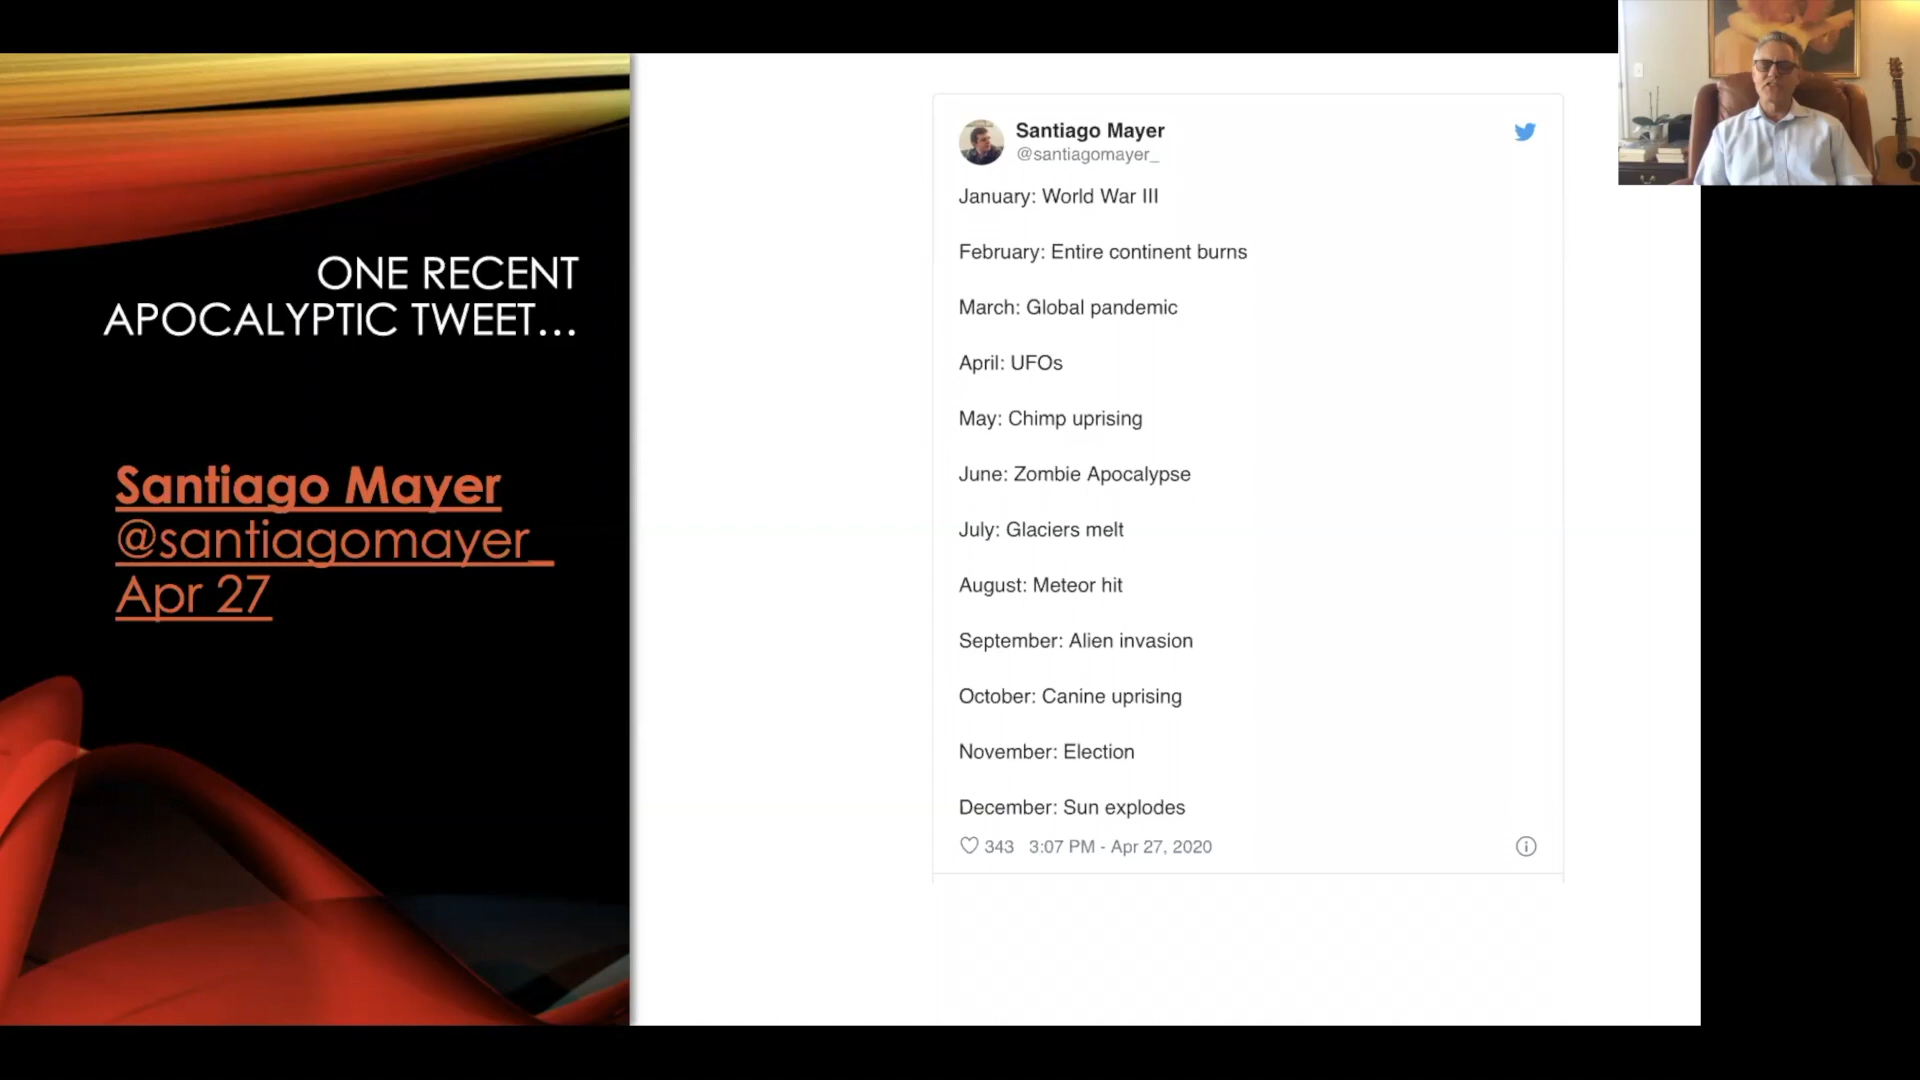 ONE RECENT
APOCALYPTIC TWEET...
Santiago Mayer
@santiagomayer_
Apr 27
Santiago Mayer
@santiagomayer_
January: World War III
February: Entire continent burns
March: Global pandemic
April: UFOs
May: Chimp uprising
June: Zombie Apocalypse
July: Glaciers melt
August: Meteor hit
September: Alien invasion
October: Canine uprising
November: Election
December: Sun explodes
343 3:07 PM - Apr 27, 2020